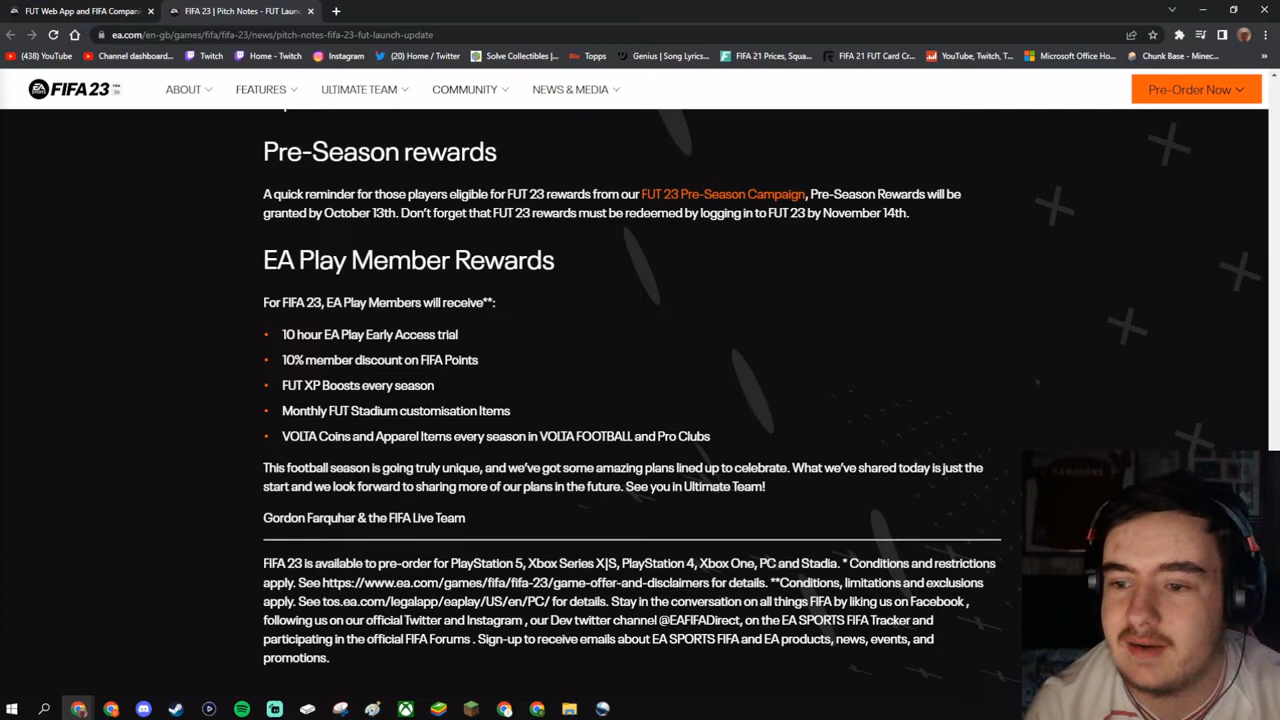 FUT Web App and FIFA Compani
FIFA 23 | Pitch Notes - FUT Laun
ea.com/en-gb/games/fifa/fifa-23/news/pitch-notes-fifa-23-fut-launch-update
(438) YouTube
Channel dashboard...
Twitch
Home - Twitch
Instagram
(20) Home / Twitter
Solve Collectibles |...
Topps
Genius | Song Lyrics...
FIFA 21 Prices, Squa...
FIFA 21 FUT Card Cr...
YouTube, Twitch, T...
Microsoft Office Ho...
Chunk Base - Minec...
EA SPORTS FIFA 23
ABOUT
FEATURES
ULTIMATE TEAM
COMMUNITY
NEWS & MEDIA
Pre-Order Now
Pre-Season rewards
A quick reminder for those players eligible for FUT 23 rewards from our FUT 23 Pre-Season Campaign, Pre-Season Rewards will be
granted by October 13th. Don't forget that FUT 23 rewards must be redeemed by logging in to FUT 23 by November 14th.
EA Play Member Rewards
For FIFA 23, EA Play Members will receive**:
• 10 hour EA Play Early Access trial
• 10% member discount on FIFA Points
• FUT XP Boosts every season
• Monthly FUT Stadium customisation Items
• VOLTA Coins and Apparel Items every season in VOLTA FOOTBALL and Pro Clubs
This football season is going truly unique, and we've got some amazing plans lined up to celebrate. What we've shared today is just the
start and we look forward to sharing more of our plans in the future. See you in Ultimate Team!
Gordon Farquhar & the FIFA Live Team
FIFA 23 is available to pre-order for PlayStation 5, Xbox Series X|S, PlayStation 4, Xbox One, PC and Stadia. * Conditions and restrictions
apply. See https://www.ea.com/games/fifa/fifa-23/game-offer-and-disclaimers for details. **Conditions, limitations and exclusions
apply. See tos.ea.com/legalapp/eaplay/US/en/PC/ for details. Stay in the conversation on all things FIFA by liking us on Facebook ,
following us on our official Twitter and Instagram , our Dev twitter channel @EAFIFADirect, on the EA SPORTS FIFA Tracker and
participating in the official FIFA Forums . Sign-up to receive emails about EA SPORTS FIFA and EA products, news, events, and
promotions.